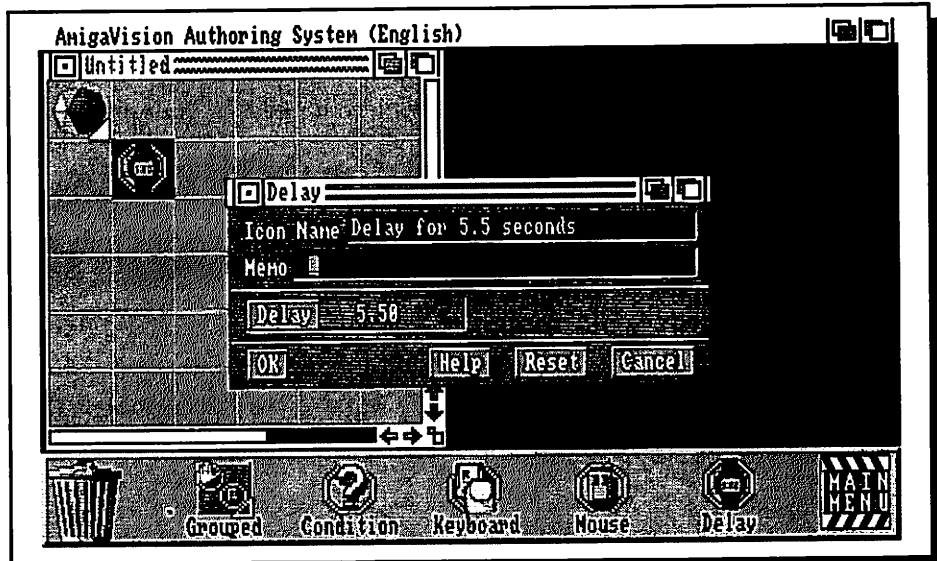 AmigaVision Authoring System (English)
Untitled
Delay
Icon Name Delay for 5.5 seconds
Memo
Delay 5.50
OK Help Reset Cancel
Grouped Condition Keyboard Mouse Delay MAIN MENU